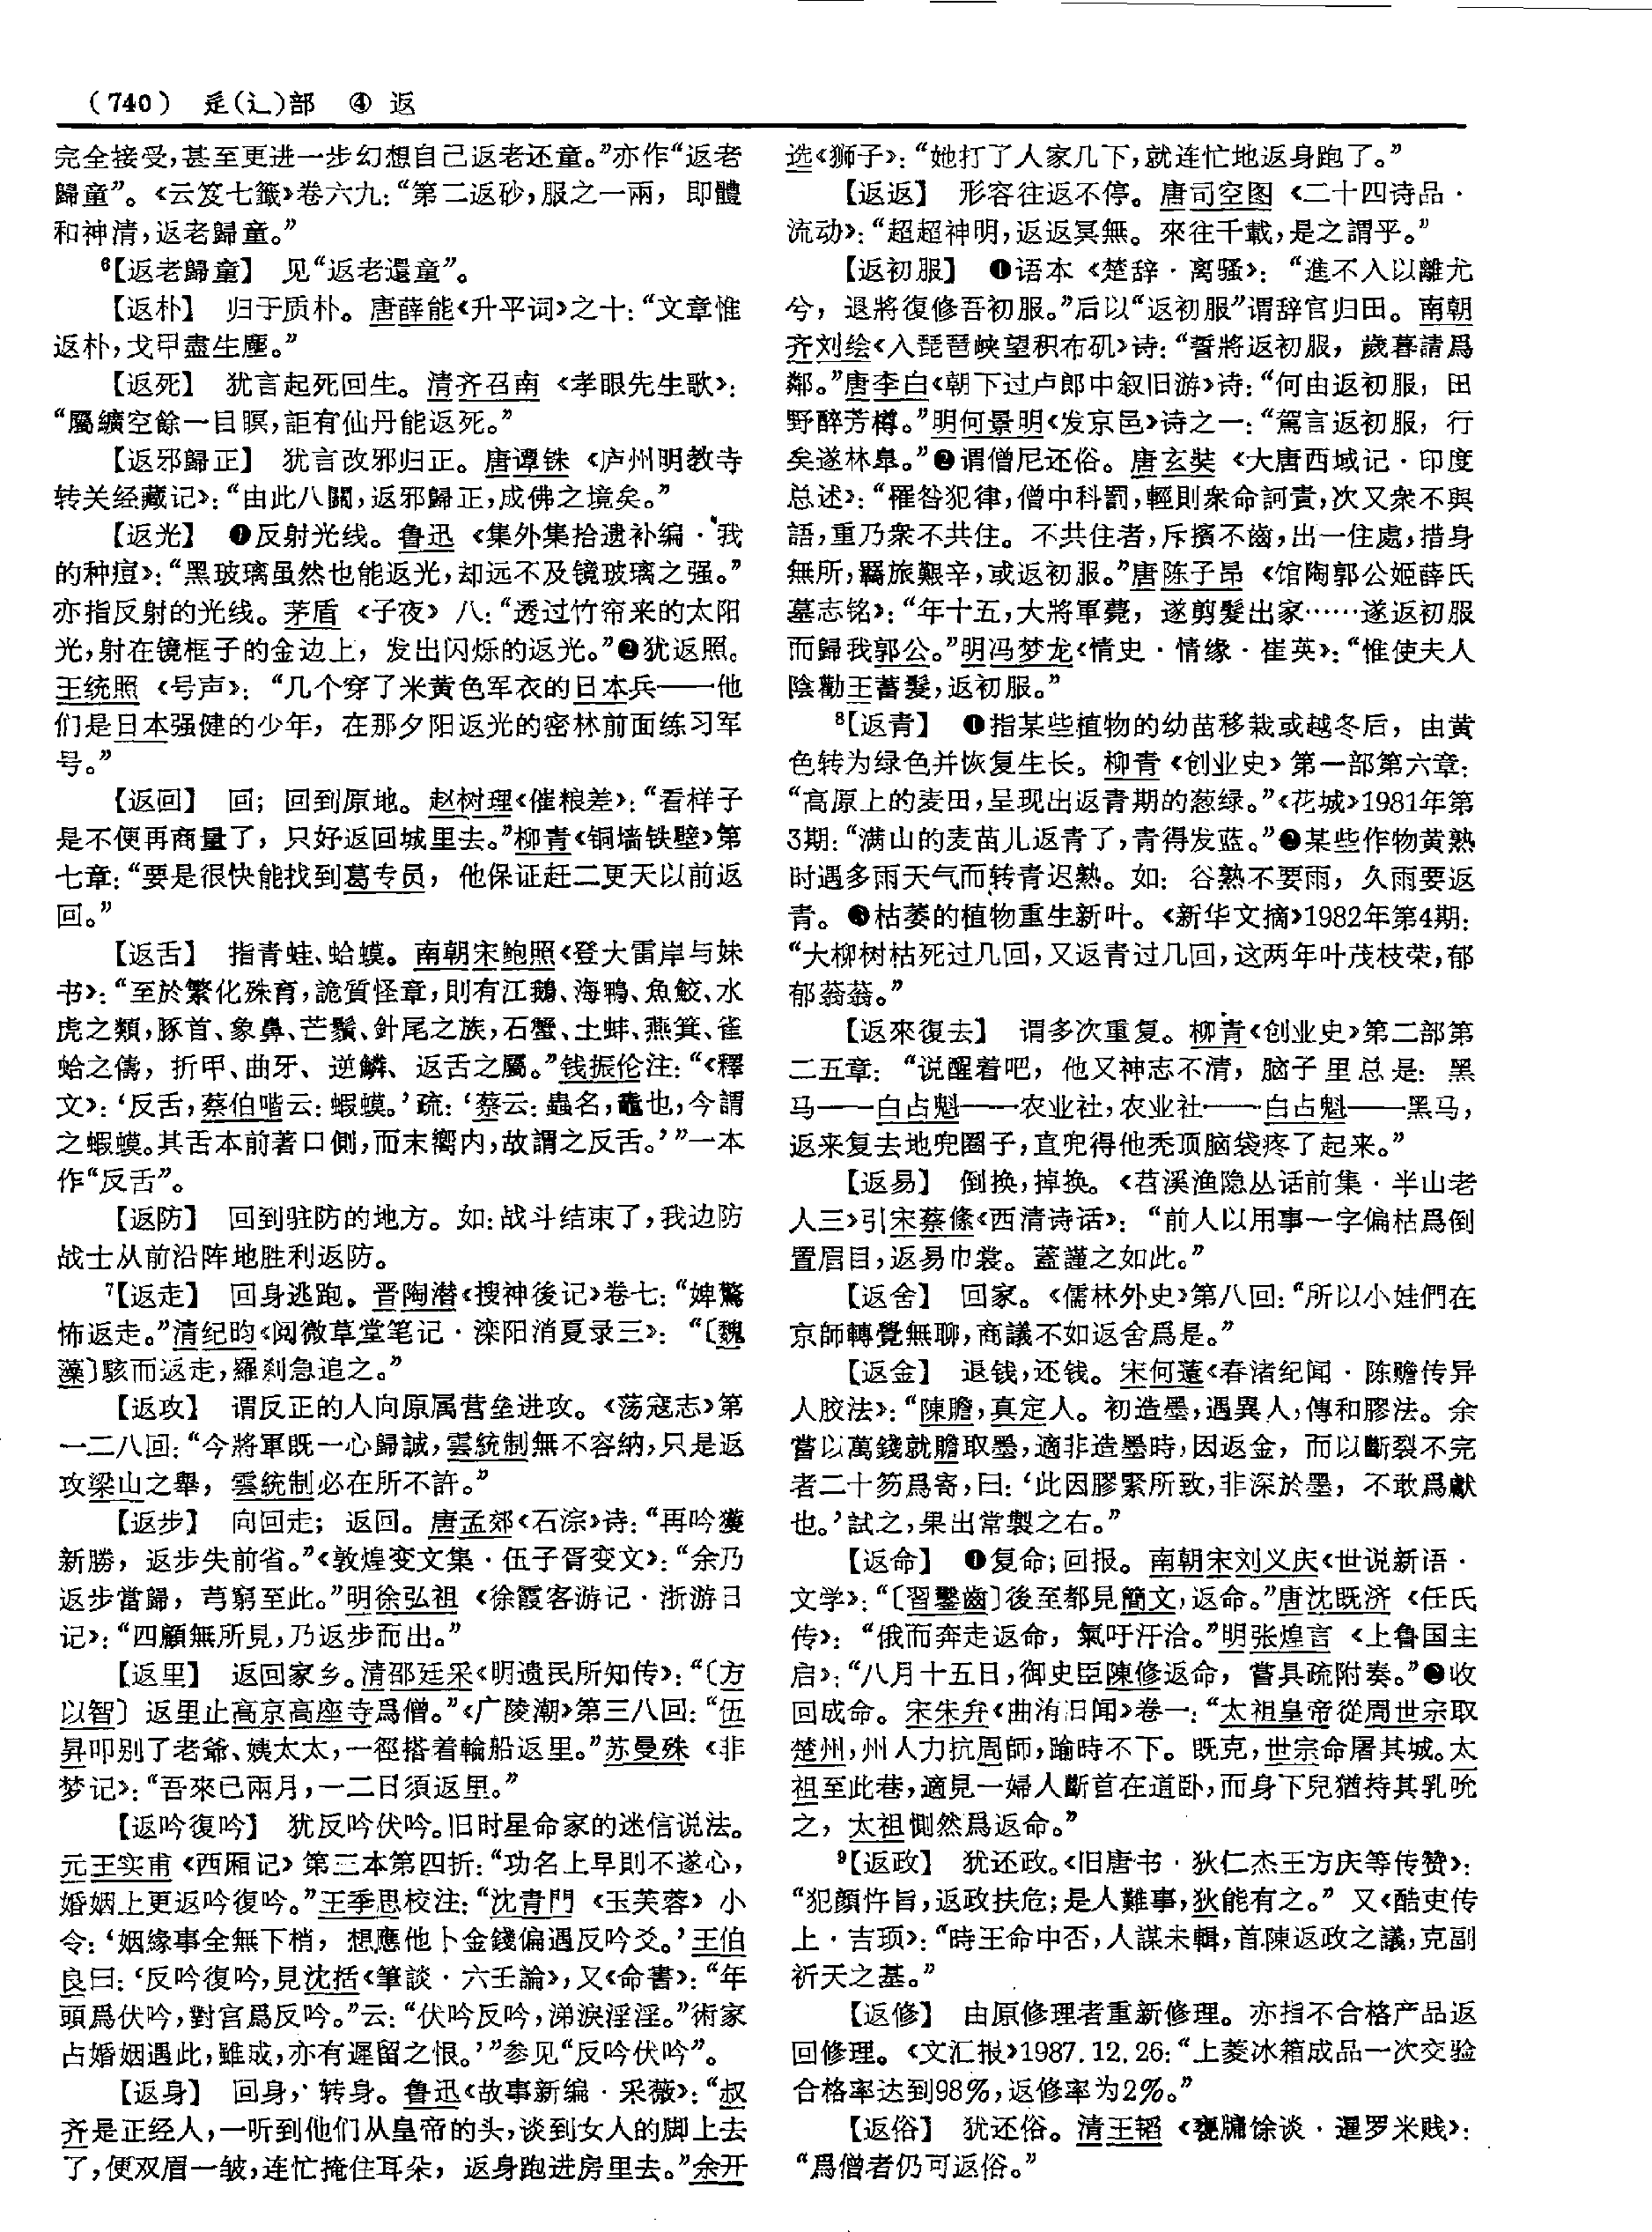 （740） 辵(辶)部 ④ 返
完全接受，甚至更进一步幻想自己返老还童。”亦作“返老
歸童”。《云笈七籤》卷六九：“第二返砂，服之一兩，即體
和神清，返老歸童。”
6【返老歸童】 见“返老還童”。
【返朴】 归于质朴。唐薛能《升平词》之十：“文章惟
返朴，戈甲盡生塵。”
【返死】 犹言起死回生。清齐召南《孝眼先生歌》：
“屬纊空餘一目瞑，詎有仙丹能返死。”
【返邪歸正】 犹言改邪归正。唐谭铢《庐州明教寺
转关经藏记》：“由此八關，返邪歸正，成佛之境矣。”
【返光】 ❶反射光线。鲁迅《集外集拾遗补编·我
的种痘》：“黑玻璃虽然也能返光，却远不及镜玻璃之强。”
亦指反射的光线。茅盾《子夜》八：“透过竹帘来的太阳
光，射在镜框子的金边上，发出闪烁的返光。”❷犹返照。
王统照《号声》：“几个穿了米黄色军衣的日本兵——他
们是日本强健的少年，在那夕阳返光的密林前面练习军
号。”
【返回】 回；回到原地。赵树理《催粮差》：“看样子
是不便再商量了，只好返回城里去。”柳青《铜墙铁壁》第
七章：“要是很快能找到葛专员，他保证赶二更天以前返
回。”
【返舌】 指青蛙、蛤蟆。南朝宋鲍照《登大雷岸与妹
书》：“至於繁化殊育，詭質怪章，則有江鵝、海鴨、魚鮫、水
虎之類，豚首、象鼻、芒鬚、針尾之族，石蟹、土蚌、燕箕、雀
蛤之儔，折甲、曲牙、逆鱗、返舌之屬。”钱振伦注：“《釋
文》：‘反舌，蔡伯喈云：蝦蟆。’疏：‘蔡云：蟲名，鼃也，今謂
之蝦蟆。其舌本前著口側，而末嚮内，故謂之反舌。’”一本
作“反舌”。
【返防】 回到驻防的地方。如：战斗结束了，我边防
战士从前沿阵地胜利返防。
7【返走】 回身逃跑。晋陶潜《搜神後记》卷七：“婢驚
怖返走。”清纪昀《阅微草堂笔记·滦阳消夏录三》：“〔魏
藻〕駭而返走，羅刹急追之。”
【返攻】 谓反正的人向原属营垒进攻。《荡寇志》第
一二八回：“今將軍既一心歸誠，雲統制無不容納，只是返
攻梁山之舉，雲統制必在所不許。”
【返步】 向回走；返回。唐孟郊《石淙》诗：“再吟獲
新勝，返步失前省。”《敦煌变文集·伍子胥变文》：“余乃
返步當歸，芎窮至此。”明徐弘祖《徐霞客游记·浙游日
记》：“四顧無所見，乃返步而出。”
【返里】 返回家乡。清邵廷采《明遗民所知传》：“〔方
以智〕返里止高京高座寺爲僧。”《广陵潮》第三八回：“伍
昇叩别了老爺、姨太太，一徑搭着輪船返里。”苏曼殊《非
梦记》：“吾來已兩月，一二日須返里。”
【返吟復吟】 犹反吟伏吟。旧时星命家的迷信说法。
元王实甫《西厢记》第三本第四折：“功名上早則不遂心，
婚姻上更返吟復吟。”王季思校注：“沈青門《玉芙蓉》小
令：‘姻緣事全無下梢，想應他卜金錢偏遇反吟爻。’王伯
良曰：‘反吟復吟，見沈括《筆談·六壬論》，又《命書》：“年
頭爲伏吟，對宫爲反吟。”云：“伏吟反吟，涕淚淫淫。”術家
占婚姻遇此，雖成，亦有遲留之恨。’”参见“反吟伏吟”。
【返身】 回身，转身。鲁迅《故事新编·采薇》：“叔
齐是正经人，一听到他们从皇帝的头，谈到女人的脚上去
了，便双眉一皱，连忙掩住耳朵，返身跑进房里去。”余开
选《狮子》：“她打了人家几下，就连忙地返身跑了。”
【返返】 形容往返不停。唐司空图《二十四诗品·
流动》：“超超神明，返返冥無。來往千載，是之謂乎。”
【返初服】 ❶语本《楚辞·离骚》：“進不入以離尤
兮，退將復修吾初服。”后以“返初服”谓辞官归田。南朝
齐刘绘《入琵琶峡望积布矶》诗：“誓將返初服，歲暮請爲
鄰。”唐李白《朝下过卢郎中叙旧游》诗：“何由返初服，田
野醉芳樽。”明何景明《发京邑》诗之一：“駕言返初服，行
矣遂林皋。”❷谓僧尼还俗。唐玄奘《大唐西域记·印度
总述》：“罹咎犯律，僧中科罰，輕則衆命訶責，次又衆不與
語，重乃衆不共住。不共住者，斥擯不齒，出一住處，措身
無所，羈旅艱辛，或返初服。”唐陈子昂《馆陶郭公姬薛氏
墓志铭》：“年十五，大將軍薨，遂剪髮出家……遂返初服
而歸我郭公。”明冯梦龙《情史·情缘·崔英》：“惟使夫人
陰勸王蓄髮，返初服。”
8【返青】 ❶指某些植物的幼苗移栽或越冬后，由黄
色转为绿色并恢复生长。柳青《创业史》第一部第六章：
“高原上的麦田，呈现出返青期的葱绿。”《花城》1981年第
3期：“满山的麦苗儿返青了，青得发蓝。”❷某些作物黄熟
时遇多雨天气而转青迟熟。如：谷熟不要雨，久雨要返
青。❸枯萎的植物重生新叶。《新华文摘》1982年第4期：
“大柳树枯死过几回，又返青过几回，这两年叶茂枝荣，郁
郁蓊蓊。”
【返來復去】 谓多次重复。柳青《创业史》第二部第
二五章：“说醒着吧，他又神志不清，脑子里总是：黑
马——白占魁——农业社，农业社——白占魁——黑马，
返来复去地兜圈子，直兜得他秃顶脑袋疼了起来。”
【返易】 倒换，掉换。《苕溪渔隐丛话前集·半山老
人三》引宋蔡絛《西清诗话》：“前人以用事一字偏枯爲倒
置眉目，返易巾裳。蓋謹之如此。”
【返舍】 回家。《儒林外史》第八回：“所以小娃們在
京師轉覺無聊，商議不如返舍爲是。”
【返金】 退钱，还钱。宋何薳《春渚纪闻·陈赡传异
人胶法》：“陳贍，真定人。初造墨，遇異人，傳和膠法。余
嘗以萬錢就贍取墨，適非造墨時，因返金，而以斷裂不完
者二十笏爲寄，曰：‘此因膠緊所致，非深於墨，不敢爲獻
也。’試之，果出常製之右。”
【返命】 ❶复命；回报。南朝宋刘义庆《世说新语·
文学》：“〔習鑿齒〕後至都見簡文，返命。”唐沈既济《任氏
传》：“俄而奔走返命，氣吁汗洽。”明张煌言《上鲁国主
启》：“八月十五日，御史臣陳修返命，嘗具疏附奏。”❷收
回成命。宋朱弁《曲洧旧闻》卷一：“太祖皇帝從周世宗取
楚州，州人力抗周師，踰時不下。既克，世宗命屠其城。太
祖至此巷，適見一婦人斷首在道卧，而身下兒猶持其乳吮
之，太祖惻然爲返命。”
9【返政】 犹还政。《旧唐书·狄仁杰王方庆等传赞》：
“犯顔忤旨，返政扶危；是人難事，狄能有之。”又《酷吏传
上·吉顼》：“時王命中否，人謀未輯，首陳返政之議，克副
祈天之基。”
【返修】 由原修理者重新修理。亦指不合格产品返
回修理。《文汇报》1987.12.26：“上菱冰箱成品一次交验
合格率达到98%，返修率为2%。”
【返俗】 犹还俗。清王韬《甕牖馀谈·暹罗米贱》：
“爲僧者仍可返俗。”